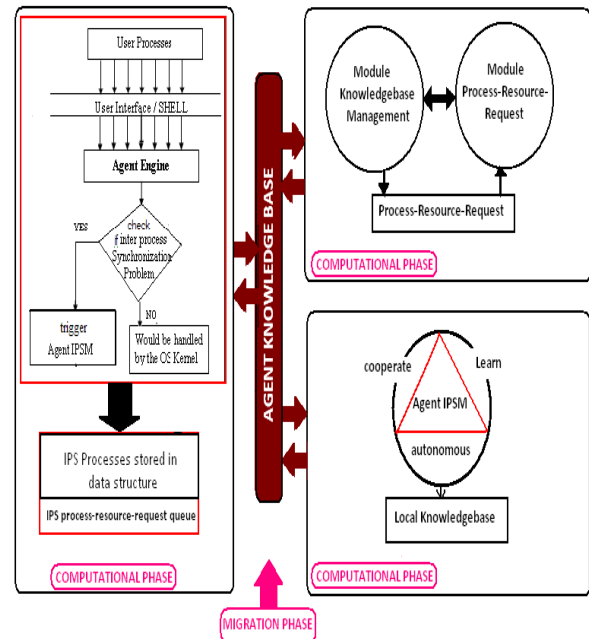 User Processes
User Interface / SHELL
Agent Engine
check
if inter process
Synchronization
Problem
YES
NO
trigger
Agent IPSM
Would be handled
by the OS Kernel
IPS Processes stored in
data structure
IPS process-resource-request queue
COMPUTATIONAL PHASE
AGENT KNOWLEDGE BASE
MIGRATION PHASE
Module
Knowledgebase
Management
Module
Process-Resource-
Request
Process-Resource-Request
COMPUTATIONAL PHASE
cooperate
Learn
Agent IPSM
autonomous
Local Knowledgebase
COMPUTATIONAL PHASE